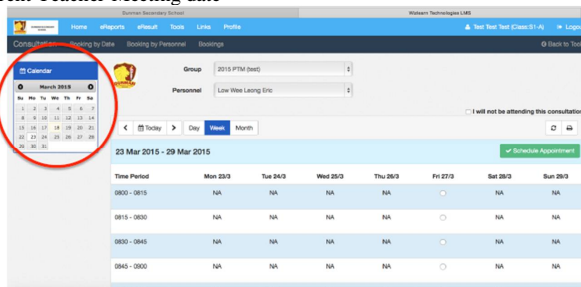 Parent-Teacher Meeting date
Dunman Secondary School Wizlearn Technologies LMS
Home eReports eResult Tools Links Profile Test Test Test (Class:S1-A) Logout
Consultation Booking by Date Booking by Personnel Bookings Back to Tool
Calendar
March 2015
Su Mo Tu We Th Fr Sa
1 2 3 4 5 6 7
8 9 10 11 12 13 14
15 16 17 18 19 20 21
22 23 24 25 26 27 28
29 30 31
Group 2015 PTM (test)
Personnel Low Wee Leong Eric
I will not be attending this consultation
Today Day Week Month
23 Mar 2015 - 29 Mar 2015 Schedule Appointment
Time Period Mon 23/3 Tue 24/3 Wed 25/3 Thu 26/3 Fri 27/3 Sat 28/3 Sun 29/3
0800 - 0815 NA NA NA NA NA NA
0815 - 0830 NA NA NA NA NA NA
0830 - 0845 NA NA NA NA NA NA
0845 - 0900 NA NA NA NA NA NA